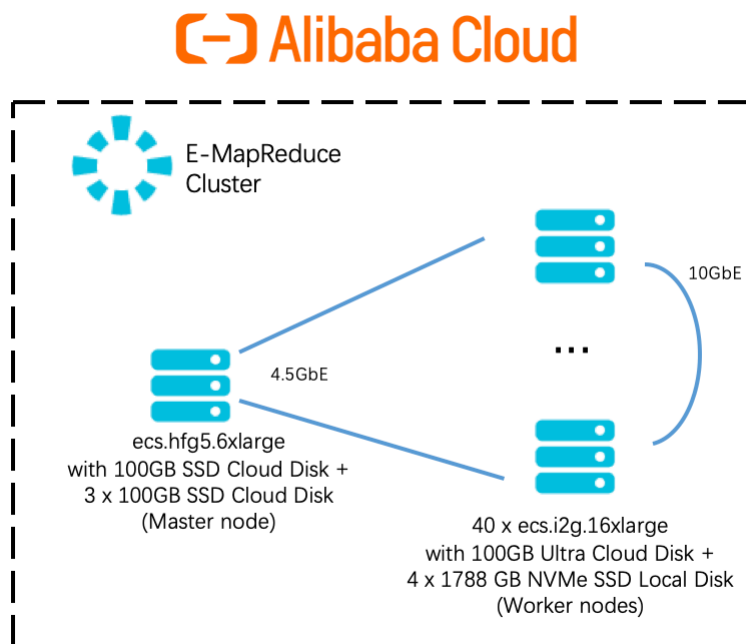 Alibaba Cloud
E-MapReduce
Cluster
10GbE
...
4.5GbE
ecs.hfg5.6xlarge
with 100GB SSD Cloud Disk +
3 x 100GB SSD Cloud Disk
(Master node)
40 x ecs.i2g.16xlarge
with 100GB Ultra Cloud Disk +
4 x 1788 GB NVMe SSD Local Disk
(Worker nodes)